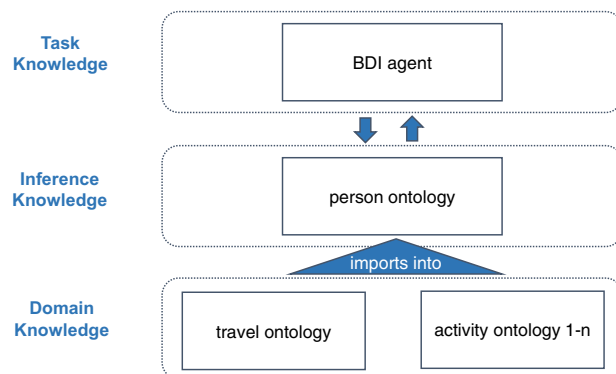 Task
Knowledge
BDI agent
Inference
Knowledge
person ontology
imports into
Domain
Knowledge
travel ontology
activity ontology 1-n